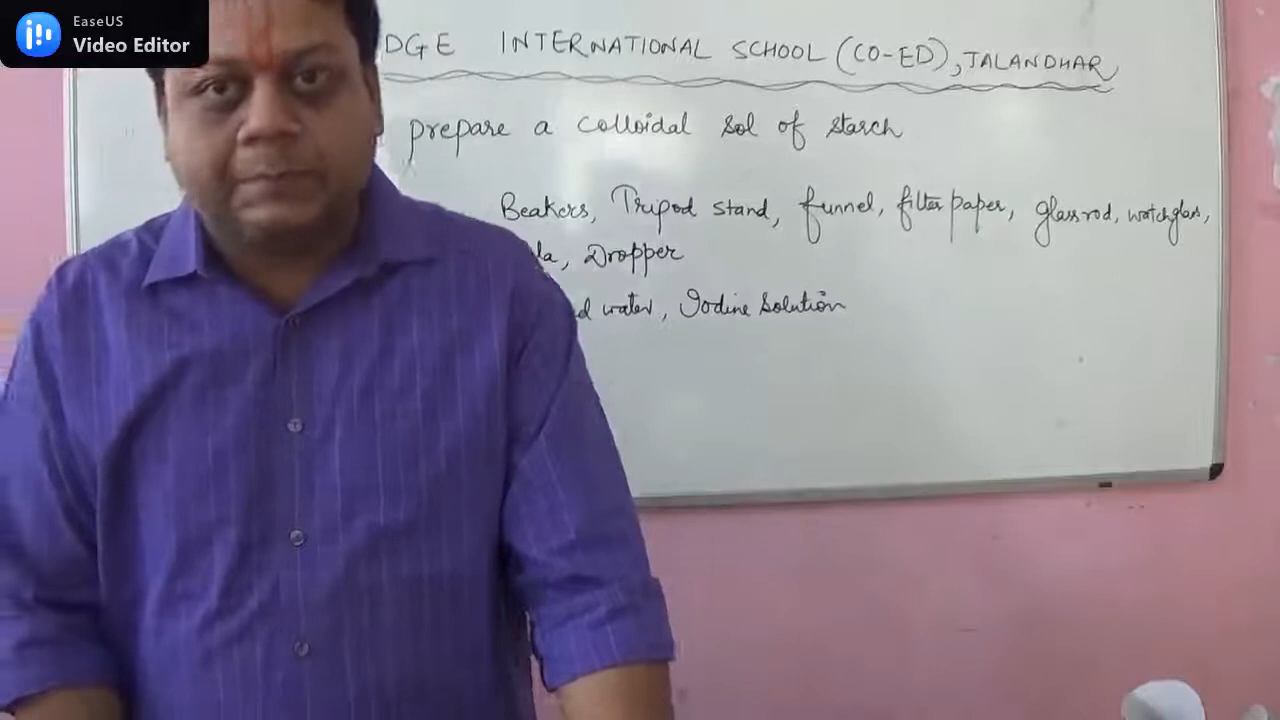 EaseUS
Video Editor
DGE INTERNATIONAL SCHOOL (CO-ED), JALANDHAR
prepare a colloidal sol of starch
Beakers, Tripod stand, funnel, filter paper, glass rod, watchglass,
la, Dropper
d water, Iodine Solution